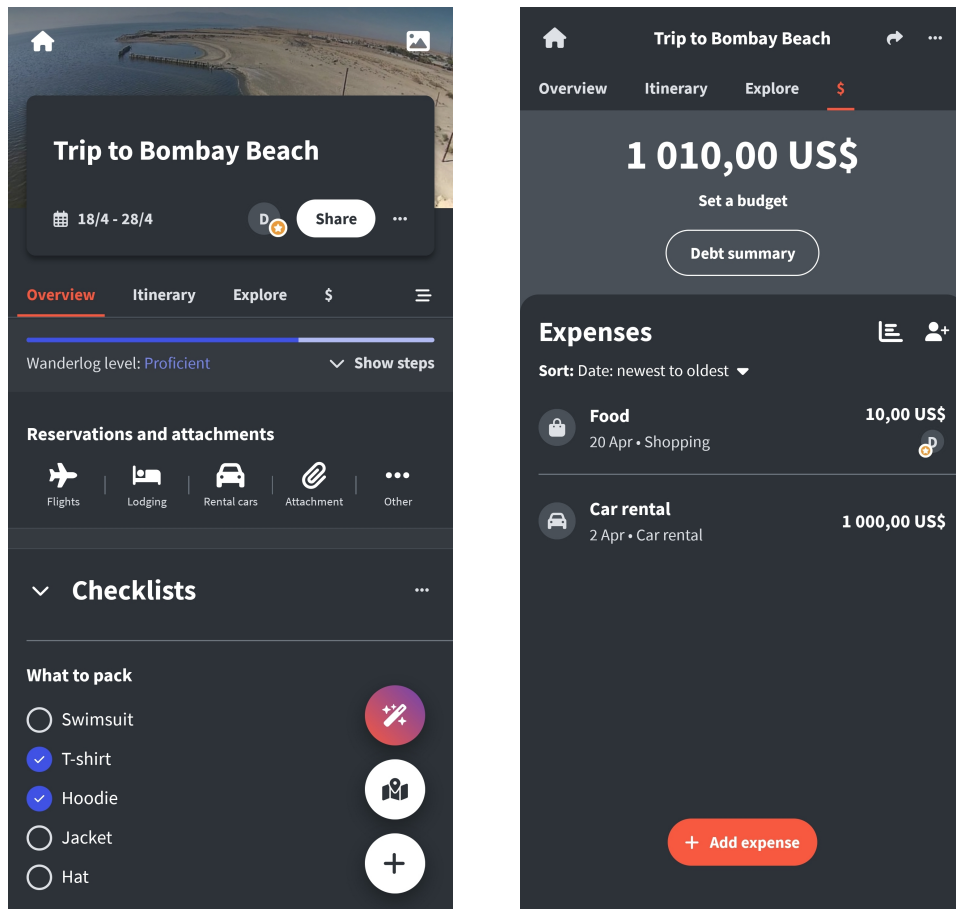 Trip to Bombay Beach
18/4 - 28/4
D
Share
Overview Itinerary Explore $
Wanderlog level: Proficient
Show steps
Reservations and attachments
Flights
Lodging
Rental cars
Attachment
Other
Checklists
What to pack
Swimsuit
T-shirt
Hoodie
Jacket
Hat
Trip to Bombay Beach
Overview Itinerary Explore $
1 010,00 US$
Set a budget
Debt summary
Expenses
Sort: Date: newest to oldest
Food 10,00 US$
20 Apr • Shopping D
Car rental
1 000,00 US$
2 Apr • Car rental
+ Add expense